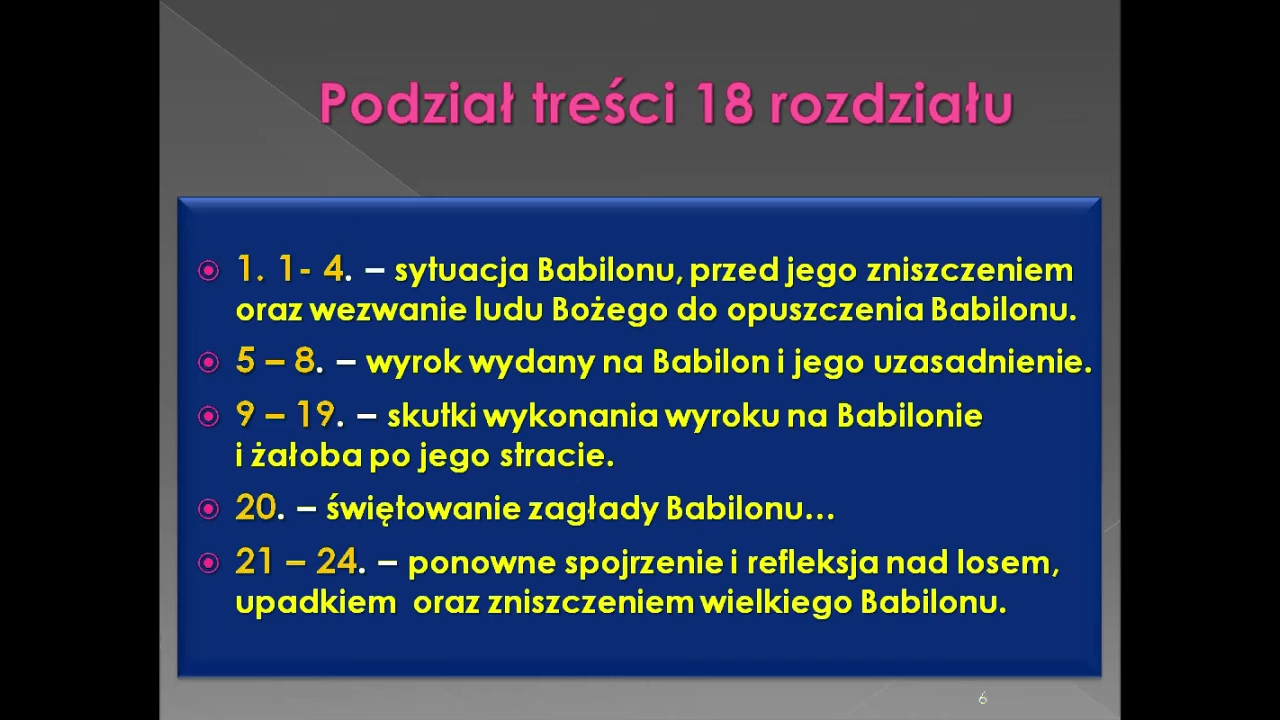 Podział treści 18 rozdziału
1. 1- 4. – sytuacja Babilonu, przed jego zniszczeniem
oraz wezwanie ludu Bożego do opuszczenia Babilonu.
5 – 8. – wyrok wydany na Babilon i jego uzasadnienie.
9 – 19. – skutki wykonania wyroku na Babilonie
i żałoba po jego stracie.
20. – świętowanie zagłady Babilonu...
21 – 24. – ponowne spojrzenie i refleksja nad losem,
upadkiem oraz zniszczeniem wielkiego Babilonu.
6